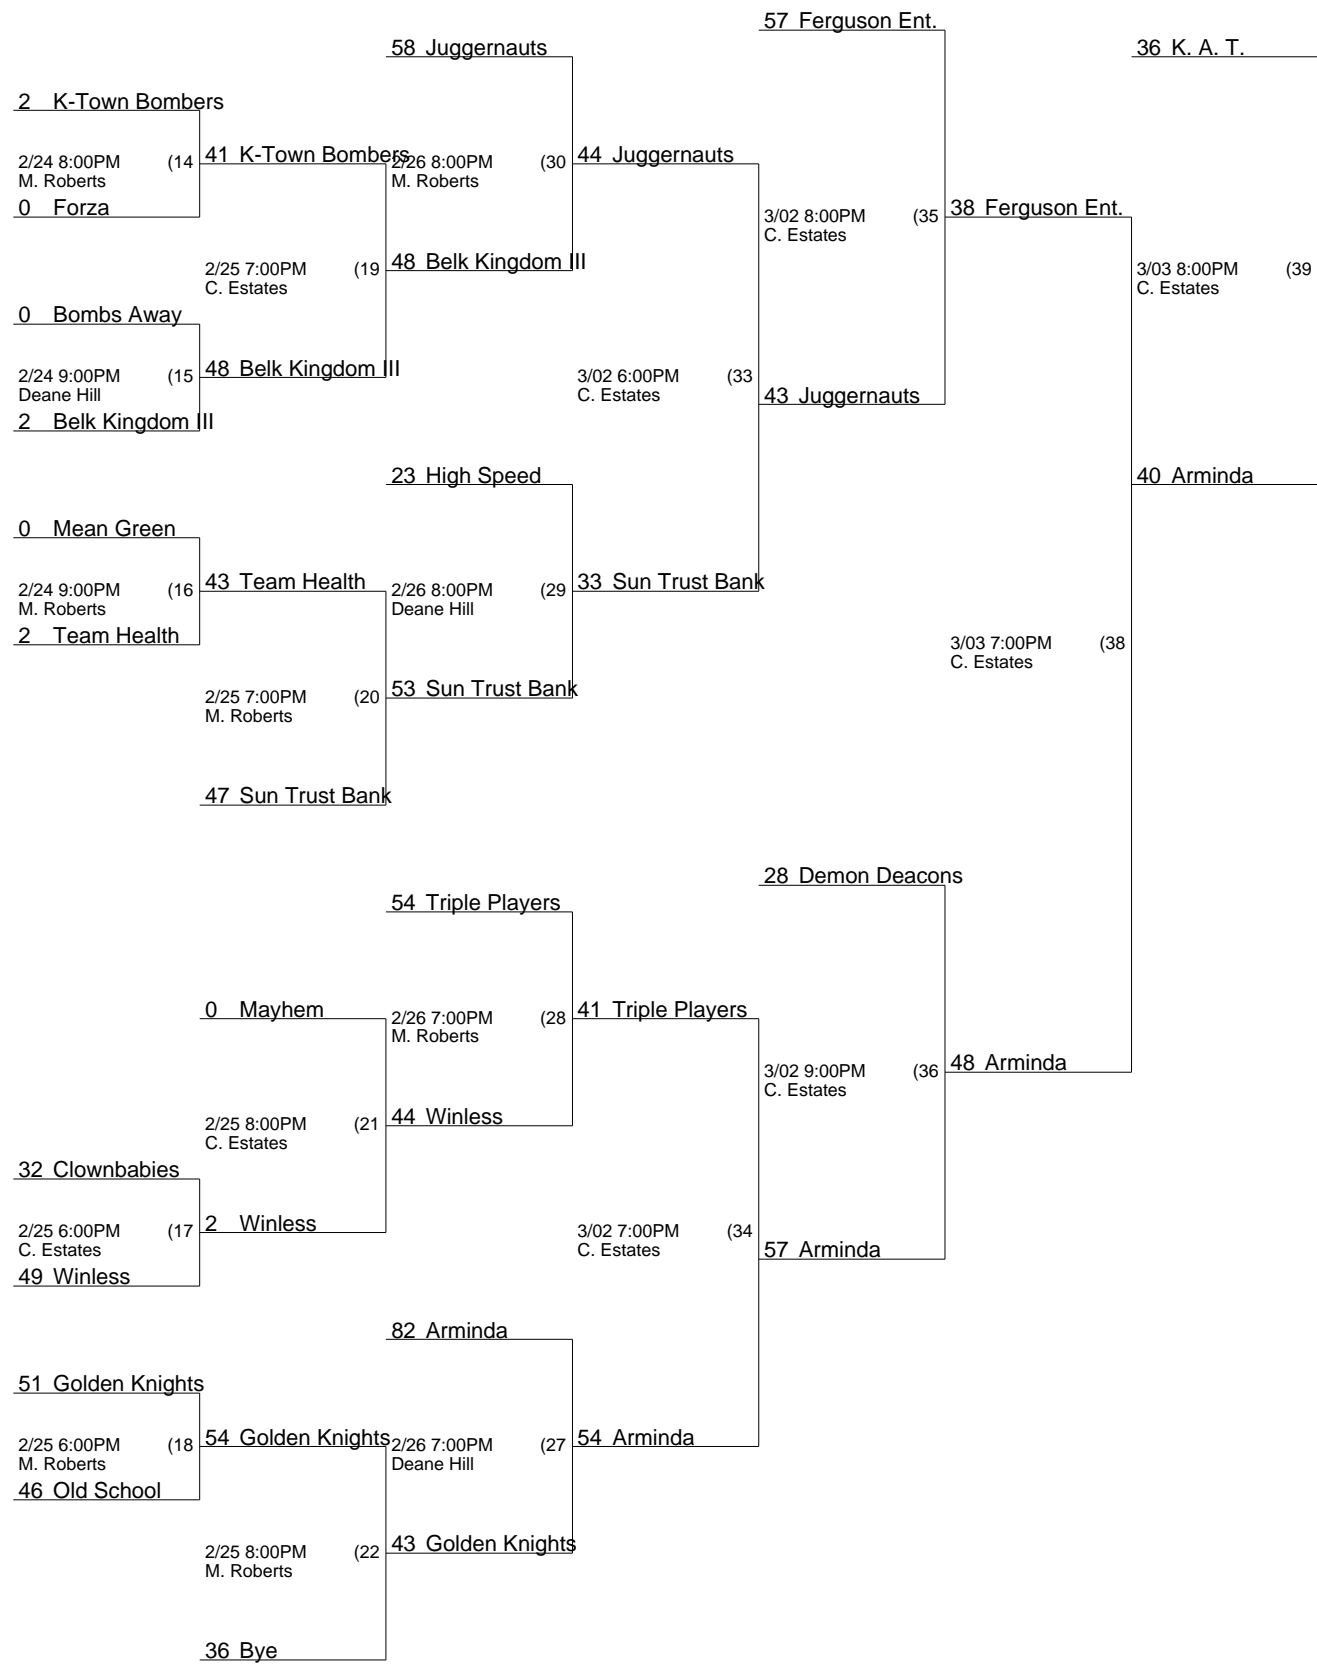 57 Ferguson Ent.
58 Juggernauts
36 K. A. T.
2 K-Town Bombers
2/24 8:00PM (14
M. Roberts
41 K-Town Bombers
2/26 8:00PM (30
M. Roberts
44 Juggernauts
0 Forza
3/02 8:00PM (35
C. Estates
38 Ferguson Ent.
2/25 7:00PM (19
C. Estates
48 Belk Kingdom III
3/03 8:00PM (39
C. Estates
0 Bombs Away
2/24 9:00PM (15
Deane Hill
48 Belk Kingdom III
3/02 6:00PM (33
C. Estates
43 Juggernauts
2 Belk Kingdom III
23 High Speed
40 Arminda
0 Mean Green
2/24 9:00PM (16
M. Roberts
43 Team Health
2/26 8:00PM (29
Deane Hill
33 Sun Trust Bank
2 Team Health
3/03 7:00PM (38
C. Estates
2/25 7:00PM (20
M. Roberts
53 Sun Trust Bank
47 Sun Trust Bank
28 Demon Deacons
54 Triple Players
0 Mayhem
2/26 7:00PM (28
M. Roberts
41 Triple Players
3/02 9:00PM (36
C. Estates
48 Arminda
2/25 8:00PM (21
C. Estates
44 Winless
32 Clownbabies
2/25 6:00PM (17
C. Estates
2 Winless
3/02 7:00PM (34
C. Estates
57 Arminda
49 Winless
82 Arminda
51 Golden Knights
2/25 6:00PM (18
M. Roberts
54 Golden Knights
2/26 7:00PM (27
Deane Hill
54 Arminda
46 Old School
2/25 8:00PM (22
M. Roberts
43 Golden Knights
36 Bye